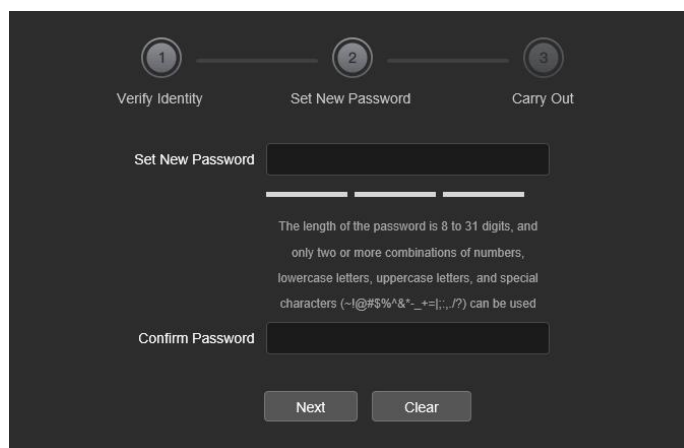 1 2 3
Verify Identity Set New Password Carry Out
Set New Password
The length of the password is 8 to 31 digits, and
only two or more combinations of numbers,
lowercase letters, uppercase letters, and special
characters (~!@#$%^&*-_+=|;:,./?) can be used
Confirm Password
Next Clear